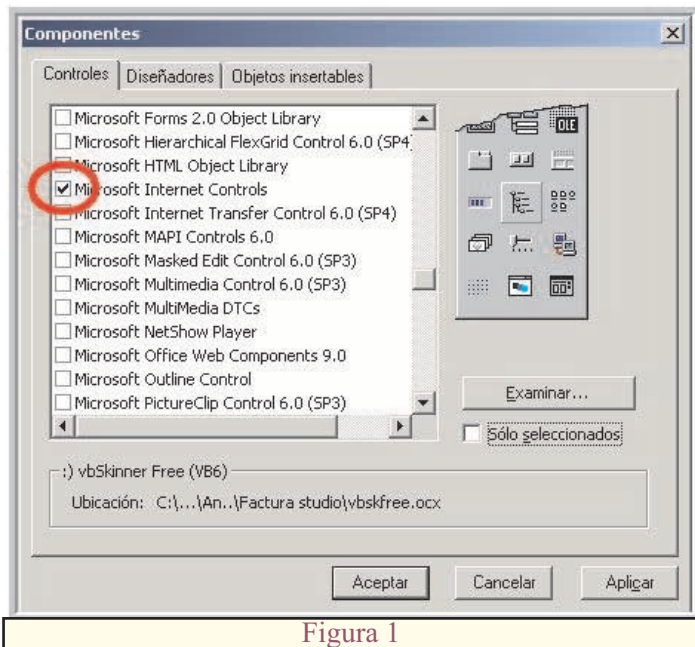 Componentes
Controles
Diseñadores
Objetos insertables
Microsoft Forms 2.0 Object Library
Microsoft Hierarchical FlexGrid Control 6.0 (SP4
Microsoft HTML Object Library
Microsoft Internet Controls
Microsoft Internet Transfer Control 6.0 (SP4)
Microsoft MAPI Controls 6.0
Microsoft Masked Edit Control 6.0 (SP3)
Microsoft Multimedia Control 6.0 (SP3)
Microsoft MultiMedia DTCs
Microsoft NetShow Player
Microsoft Office Web Components 9.0
Microsoft Outline Control
Microsoft PictureClip Control 6.0 (SP3)
OLE
Examinar...
Sólo seleccionados
:) vbSkinner Free (VB6)
Ubicación: C:\...\An..\Factura studio\vbskfree.ocx
Aceptar
Cancelar
Aplicar
Figura 1